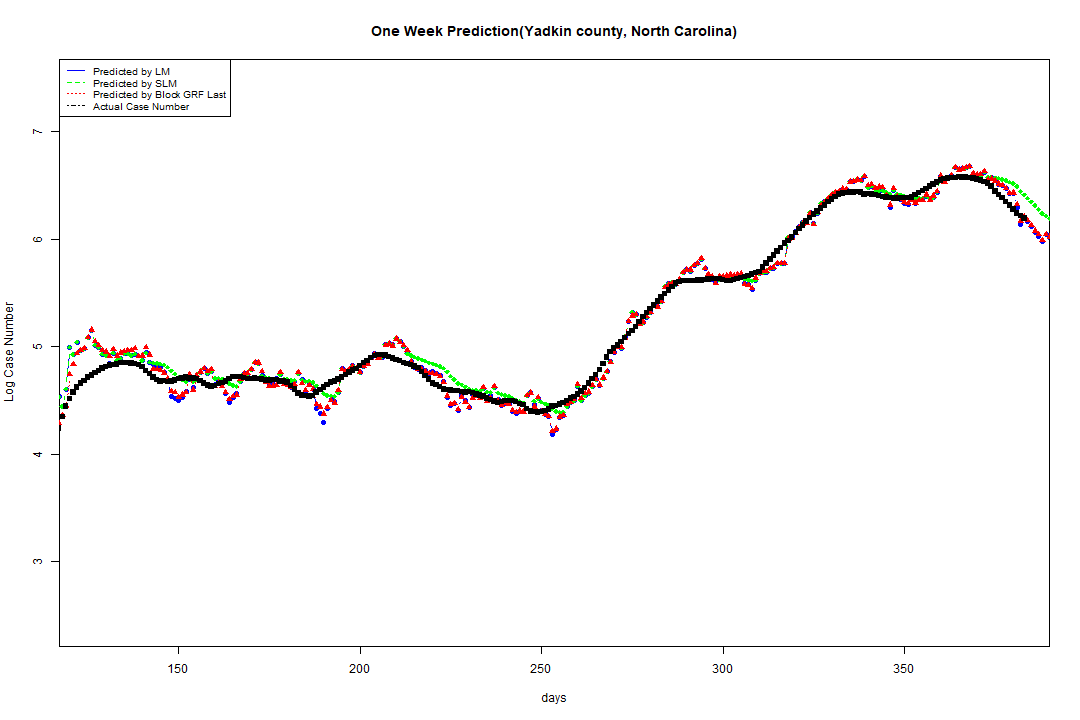 One Week Prediction(Yadkin county, North Carolina)
Predicted by LM
Predicted by SLM
Predicted by Block GRF Last
Actual Case Number
7
6
5
4
3
Log Case Number
150 200 250 300 350
days